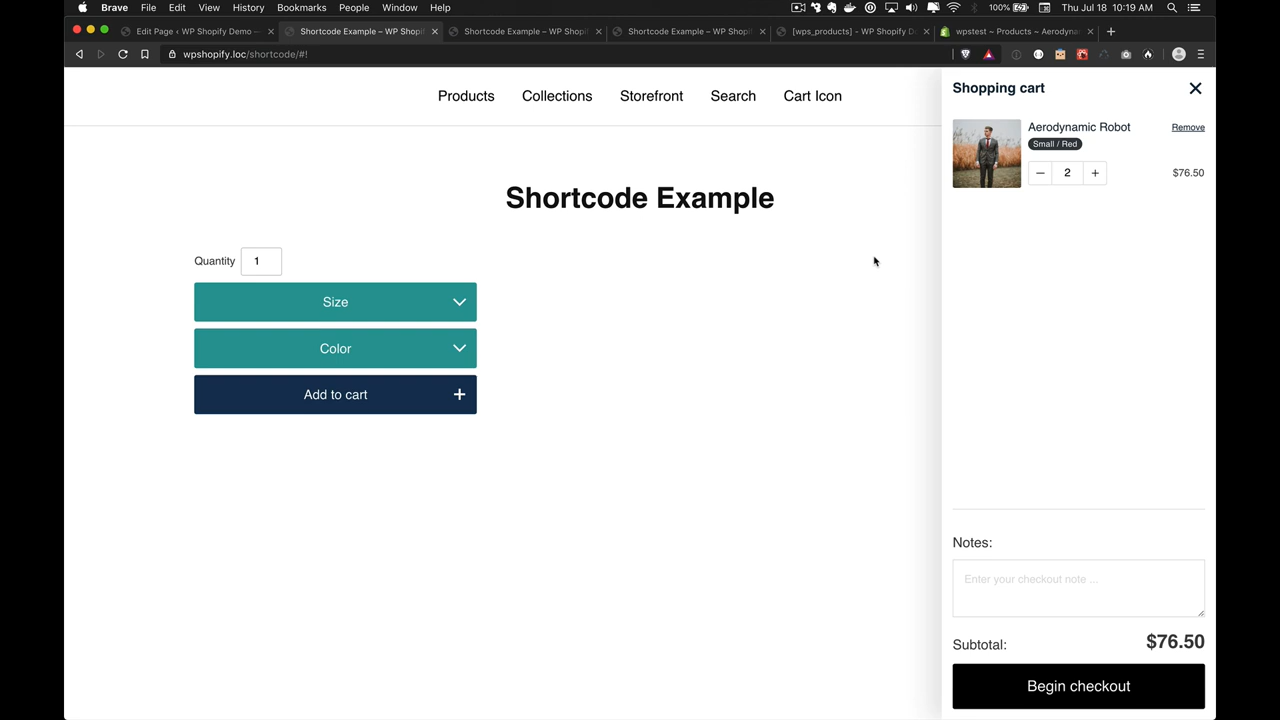 Brave File Edit View History Bookmarks People Window Help 100% Thu Jul 18 10:19 AM
Edit Page ‹ WP Shopify Demo — Shortcode Example – WP Shopif Shortcode Example – WP Shopif Shortcode Example – WP Shopif [wps_products] - WP Shopify D wpstest ~ Products ~ Aerodyna
wpshopify.loc/shortcode/#!
Products Collections Storefront Search Cart Icon
Shortcode Example
Quantity 1
Size
Color
Add to cart
Shopping cart
Aerodynamic Robot Remove
Small / Red
2 $76.50
Notes:
Enter your checkout note ...
Subtotal: $76.50
Begin checkout